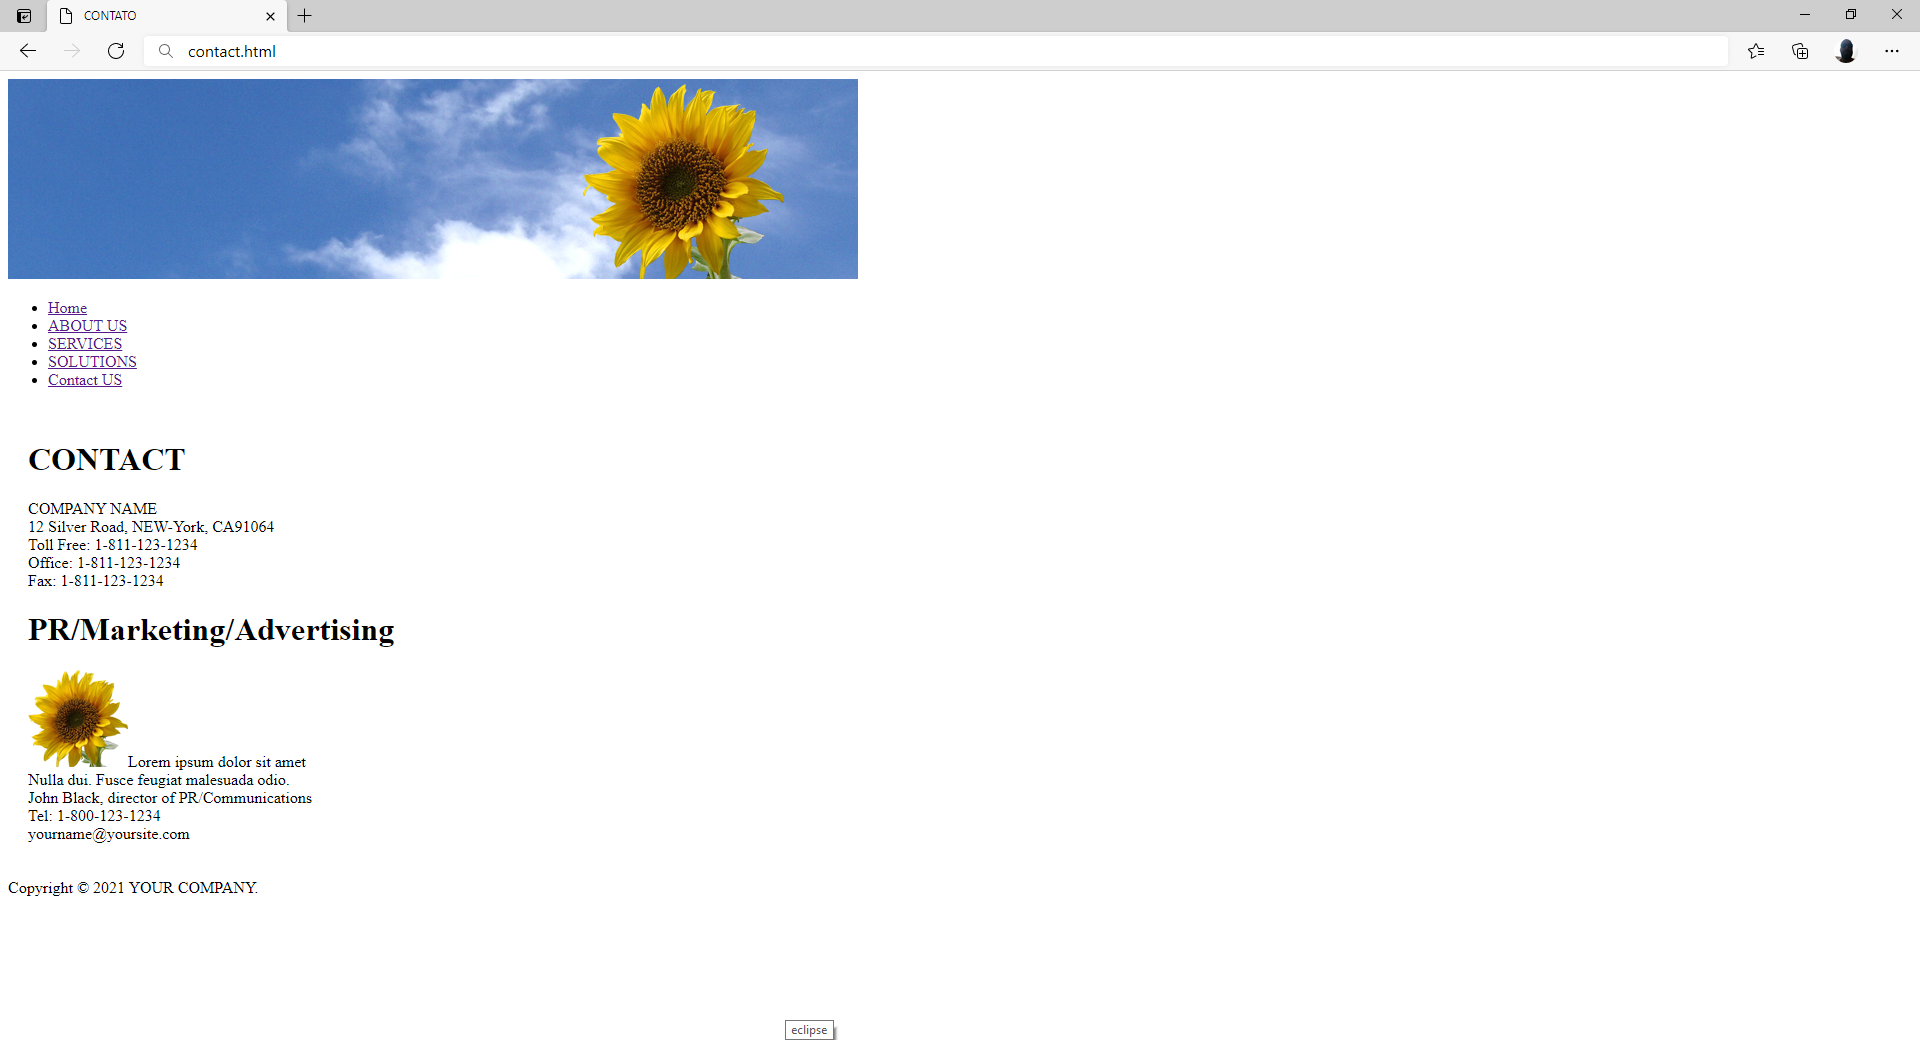 CONTATO
contact.html
Home
ABOUT US
SERVICES
SOLUTIONS
Contact US
CONTACT
COMPANY NAME
12 Silver Road, NEW-York, CA91064
Toll Free: 1-811-123-1234
Office: 1-811-123-1234
Fax: 1-811-123-1234
PR/Marketing/Advertising
Lorem ipsum dolor sit amet
Nulla dui. Fusce feugiat malesuada odio.
John Black, director of PR/Communications
Tel: 1-800-123-1234
yourname@yoursite.com
Copyright © 2021 YOUR COMPANY.
eclipse